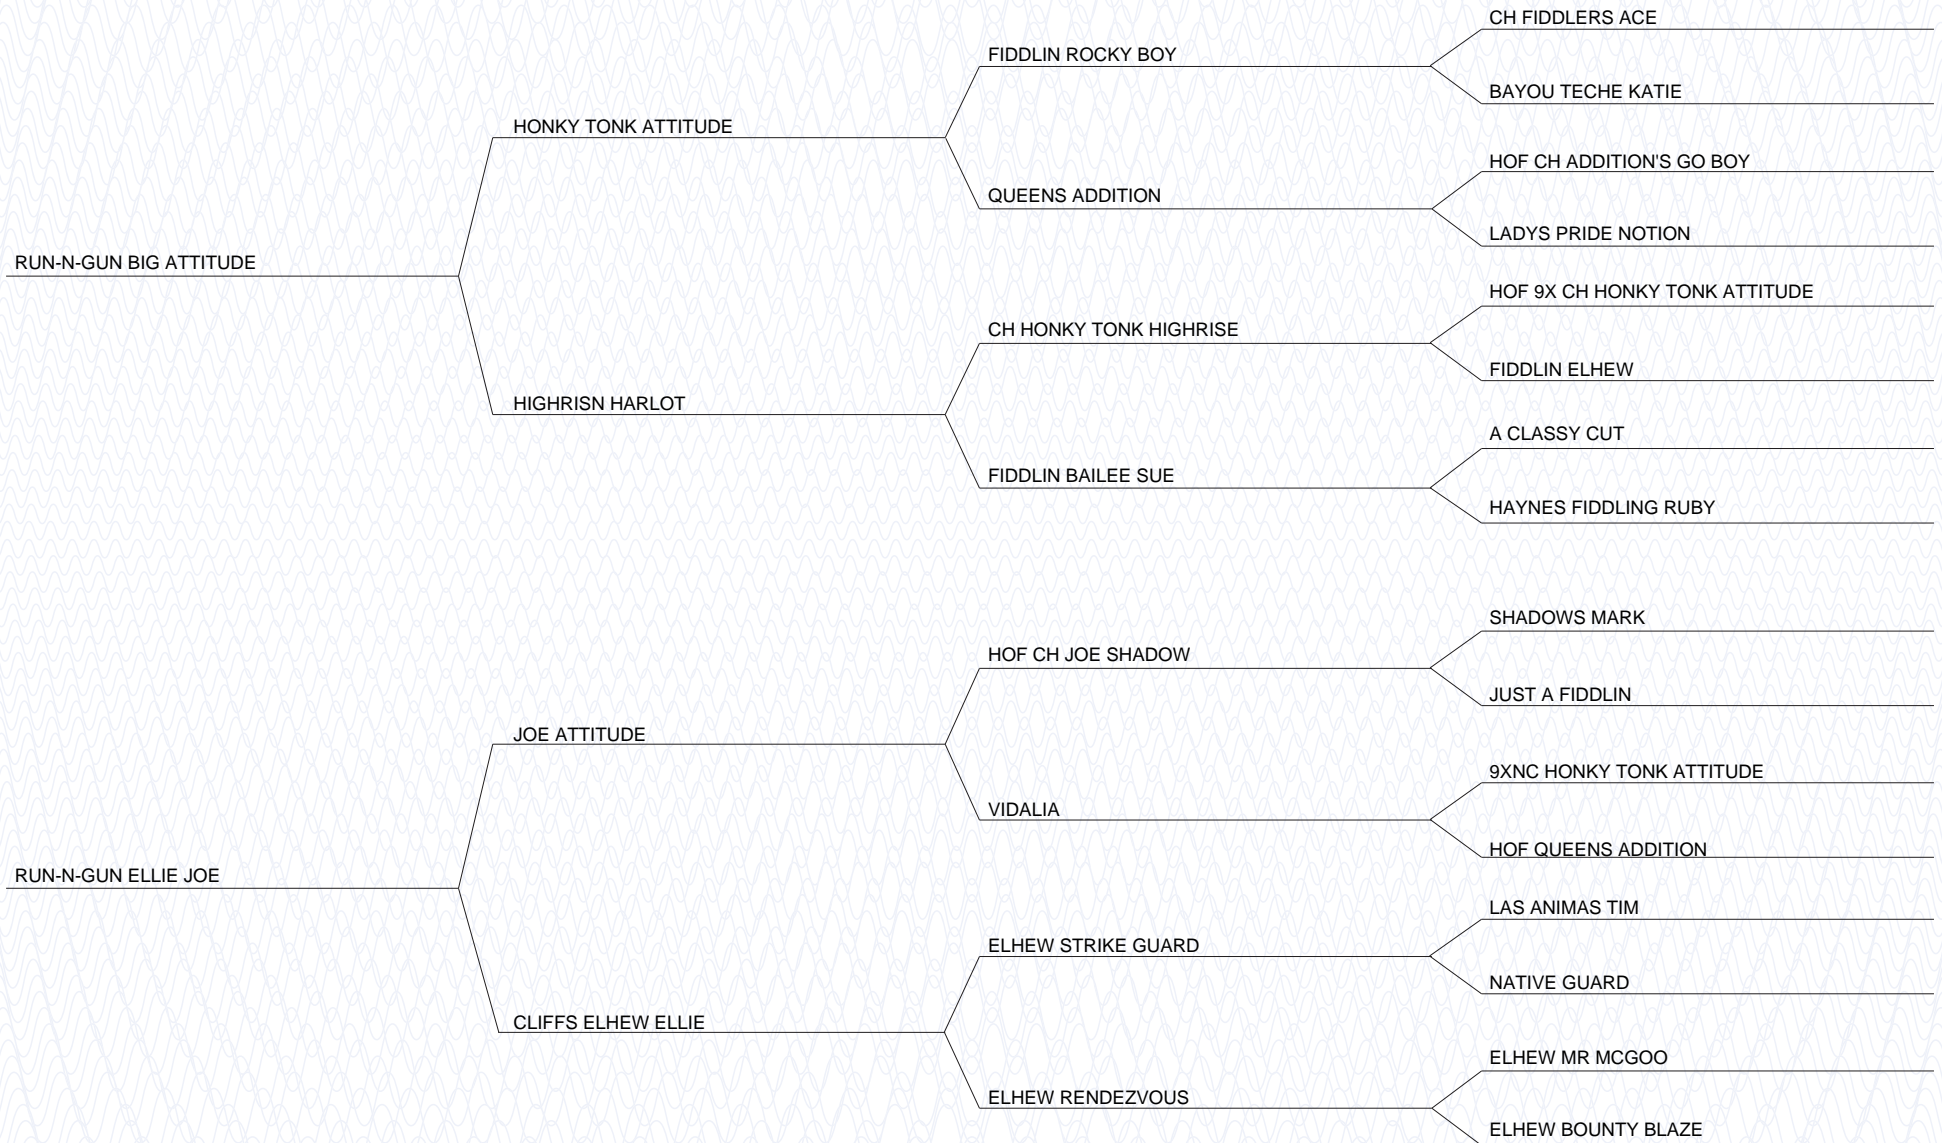 CH FIDDLERS ACE
FIDDLIN ROCKY BOY
BAYOU TECHE KATIE
HONKY TONK ATTITUDE
HOF CH ADDITION'S GO BOY
QUEENS ADDITION
LADYS PRIDE NOTION
RUN-N-GUN BIG ATTITUDE
HOF 9X CH HONKY TONK ATTITUDE
CH HONKY TONK HIGHRISE
FIDDLIN ELHEW
HIGHRISN HARLOT
A CLASSY CUT
FIDDLIN BAILEE SUE
HAYNES FIDDLING RUBY
SHADOWS MARK
HOF CH JOE SHADOW
JUST A FIDDLIN
JOE ATTITUDE
9XNC HONKY TONK ATTITUDE
VIDALIA
HOF QUEENS ADDITION
RUN-N-GUN ELLIE JOE
LAS ANIMAS TIM
ELHEW STRIKE GUARD
NATIVE GUARD
CLIFFS ELHEW ELLIE
ELHEW MR MCGOO
ELHEW RENDEZVOUS
ELHEW BOUNTY BLAZE